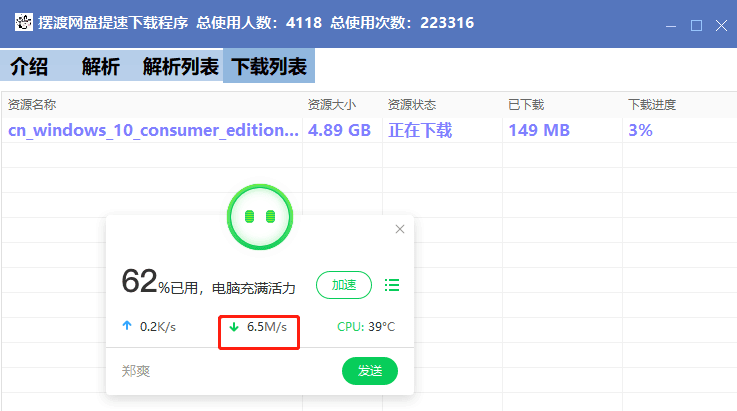 摆渡网盘提速下载程序 总使用人数：4118 总使用次数：223316
介绍 解析 解析列表 下载列表
资源名称 资源大小 资源状态 已下载 下载进度
cn_windows_10_consumer_edition... 4.89 GB 正在下载 149 MB 3%
62%已用，电脑充满活力 加速
0.2K/s 6.5M/s CPU: 39°C
郑爽 发送